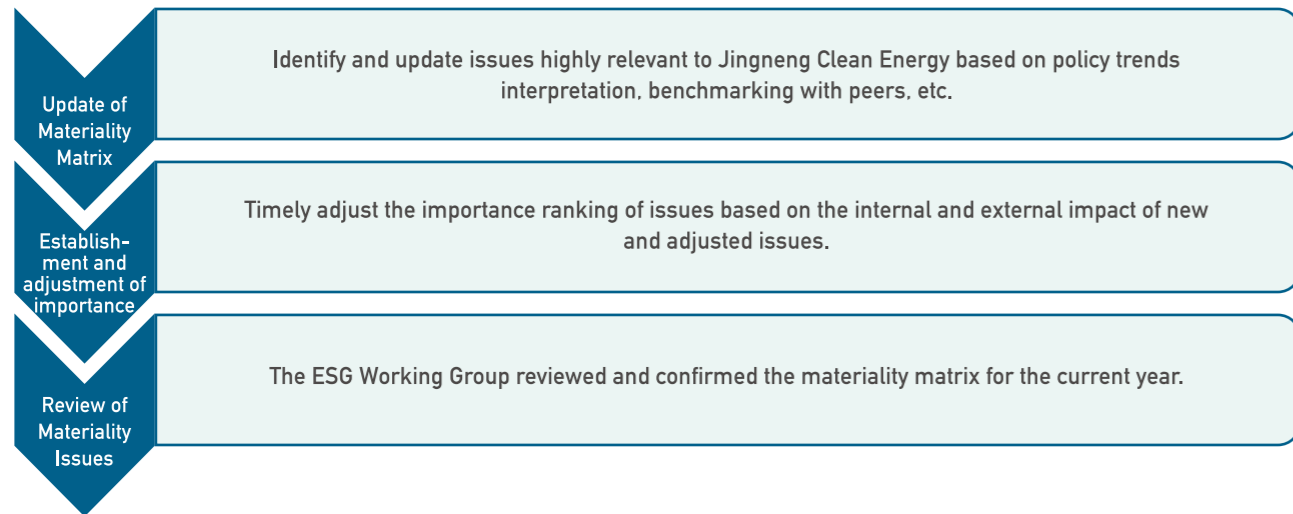 Update of
Materiality
Matrix
Identify and update issues highly relevant to Jingneng Clean Energy based on policy trends
interpretation, benchmarking with peers, etc.
Establish-
ment and
adjustment of
importance
Timely adjust the importance ranking of issues based on the internal and external impact of new
and adjusted issues.
Review of
Materiality
Issues
The ESG Working Group reviewed and confirmed the materiality matrix for the current year.